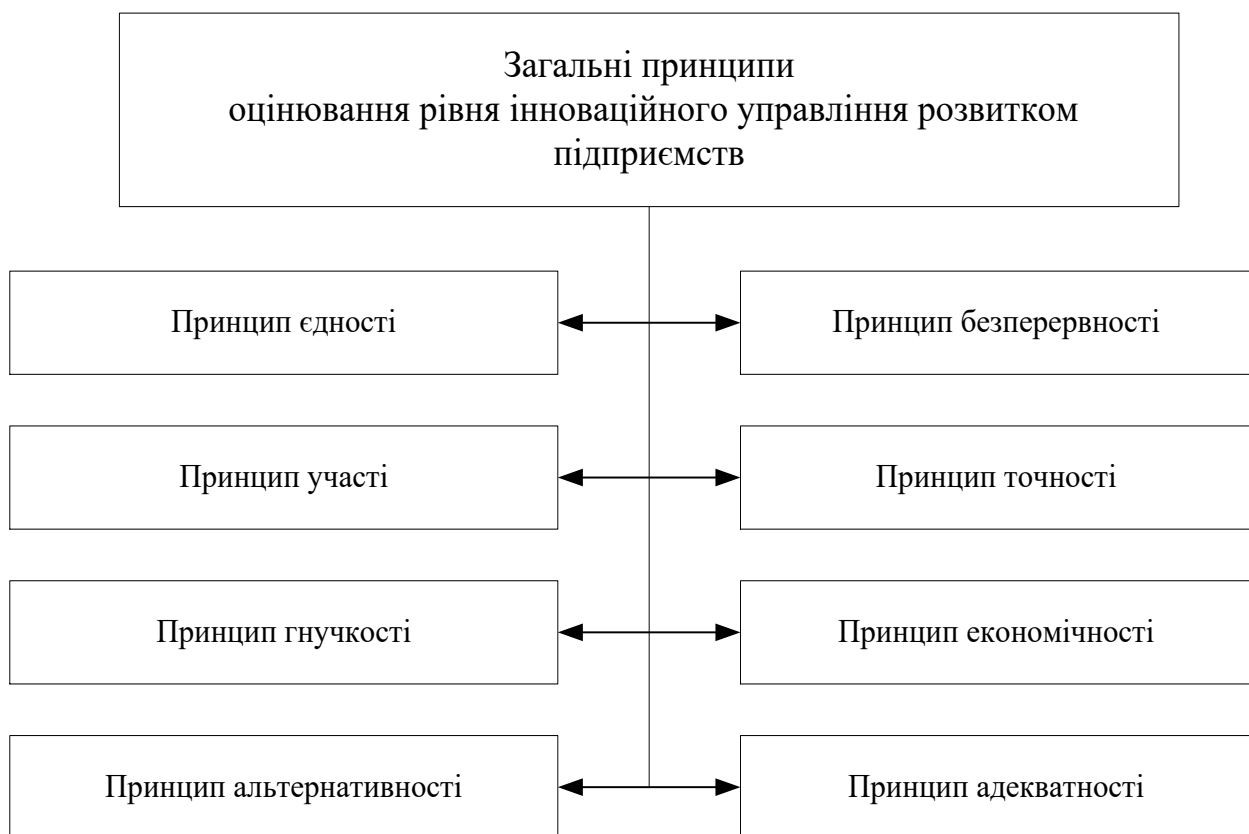 Загальні принципи
оцінювання рівня інноваційного управління розвитком
підприємств
Принцип єдності
Принцип безперервності
Принцип участі
Принцип точності
Принцип гнучкості
Принцип економічності
Принцип альтернативності
Принцип адекватності